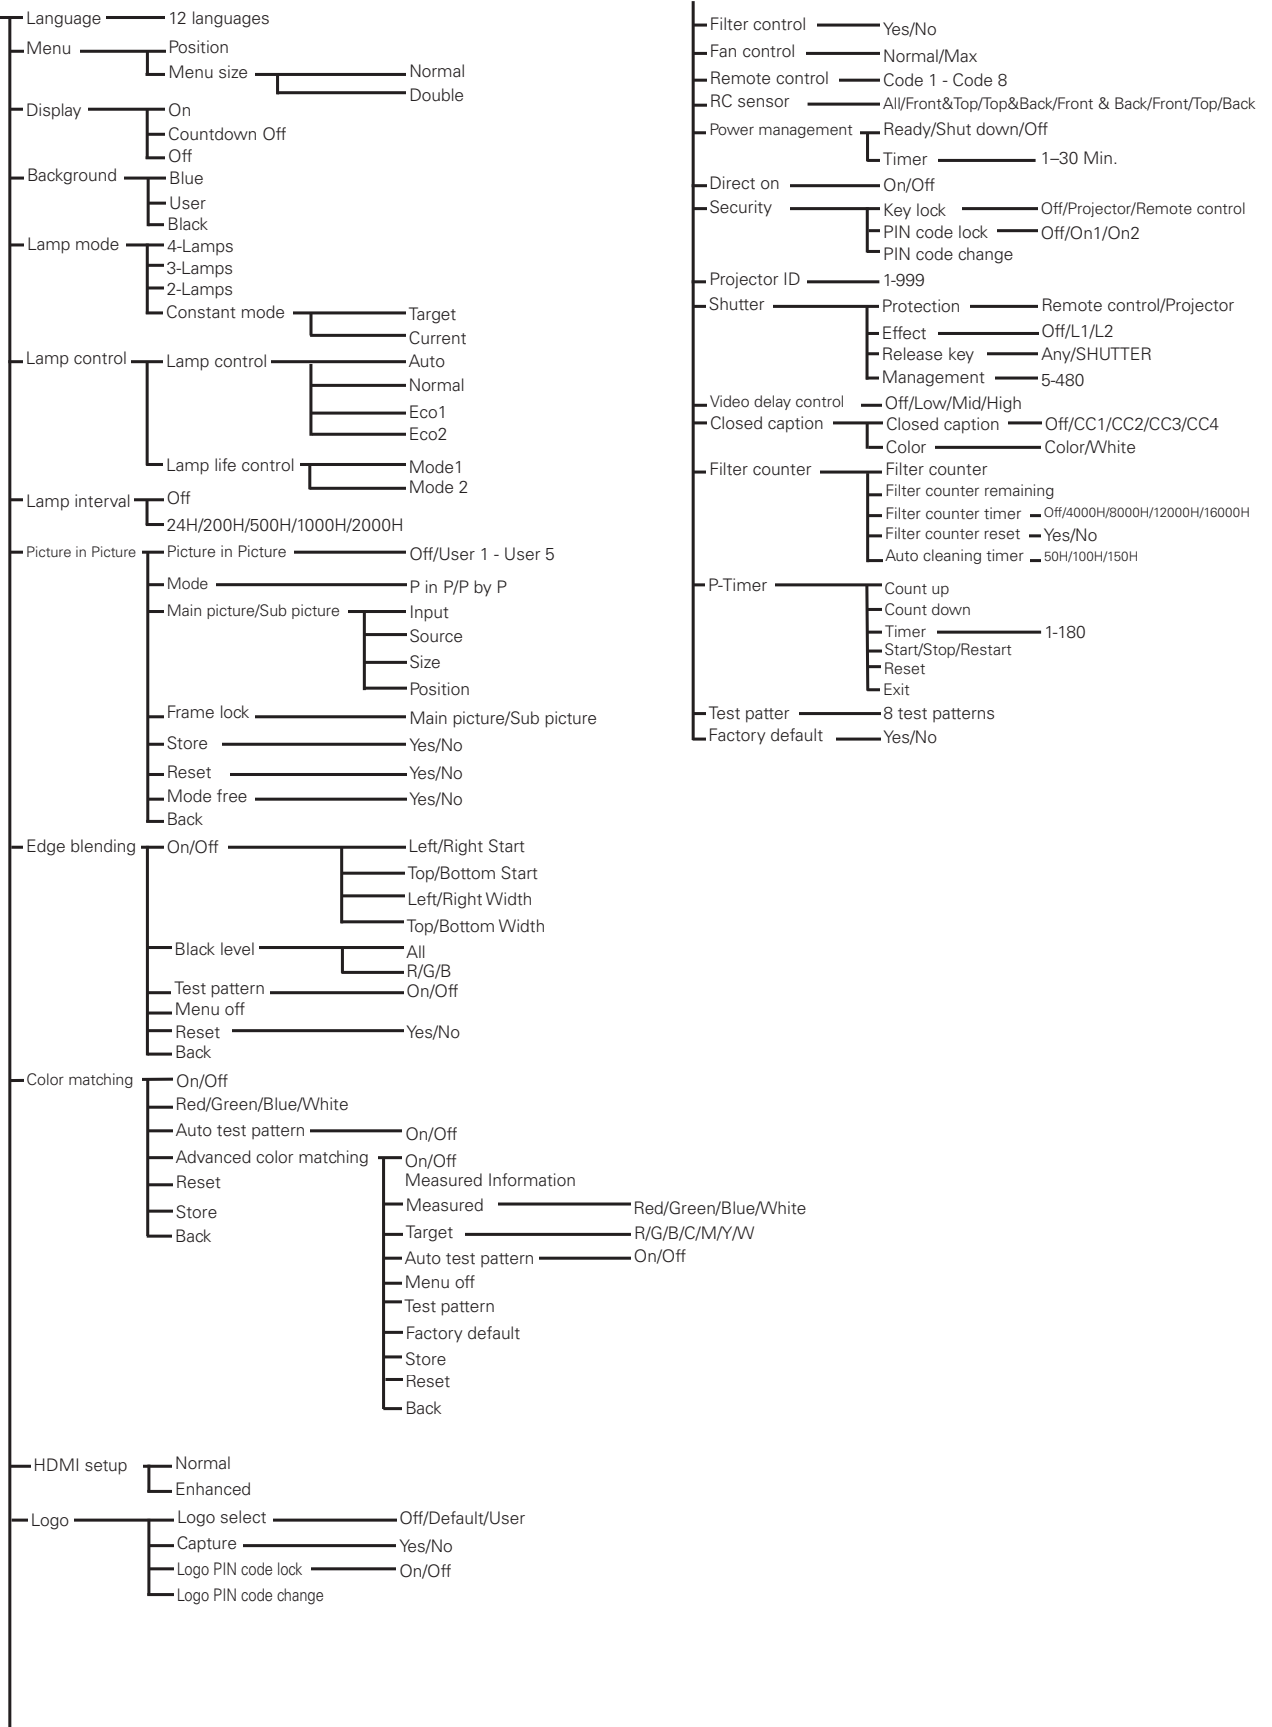 Language 12 languages
Menu Position
Menu size Normal
Double
Display On
Countdown Off
Off
Background Blue
User
Black
Lamp mode 4-Lamps
3-Lamps
2-Lamps
Constant mode Target
Current
Lamp control Lamp control Auto
Normal
Eco1
Eco2
Lamp life control Mode1
Mode 2
Lamp interval Off
24H/200H/500H/1000H/2000H
Picture in Picture Picture in Picture Off/User 1 - User 5
Mode P in P/P by P
Main picture/Sub picture Input
Source
Size
Position
Frame lock Main picture/Sub picture
Store Yes/No
Reset Yes/No
Mode free Yes/No
Back
Edge blending On/Off Left/Right Start
Top/Bottom Start
Left/Right Width
Top/Bottom Width
Black level All
R/G/B
Test pattern On/Off
Menu off
Reset Yes/No
Back
Color matching On/Off
Red/Green/Blue/White
Auto test pattern On/Off
Advanced color matching On/Off
Measured Information
Reset
Measured Red/Green/Blue/White
Store
Target R/G/B/C/M/Y/W
Back
Auto test pattern On/Off
Menu off
Test pattern
Factory default
Store
Reset
Back
HDMI setup Normal
Enhanced
Logo Logo select Off/Default/User
Capture Yes/No
Logo PIN code lock On/Off
Logo PIN code change
Filter control Yes/No
Fan control Normal/Max
Remote control Code 1 - Code 8
RC sensor All/Front&Top/Top&Back/Front & Back/Front/Top/Back
Power management Ready/Shut down/Off
Timer 1–30 Min.
Direct on On/Off
Security Key lock Off/Projector/Remote control
PIN code lock Off/On1/On2
PIN code change
Projector ID 1-999
Shutter Protection Remote control/Projector
Effect Off/L1/L2
Release key Any/SHUTTER
Management 5-480
Video delay control Off/Low/Mid/High
Closed caption Closed caption Off/CC1/CC2/CC3/CC4
Color Color/White
Filter counter Filter counter
Filter counter remaining
Filter counter timer Off/4000H/8000H/12000H/16000H
Filter counter reset Yes/No
Auto cleaning timer 50H/100H/150H
P-Timer Count up
Count down
Timer 1-180
Start/Stop/Restart
Reset
Exit
Test patter 8 test patterns
Factory default Yes/No